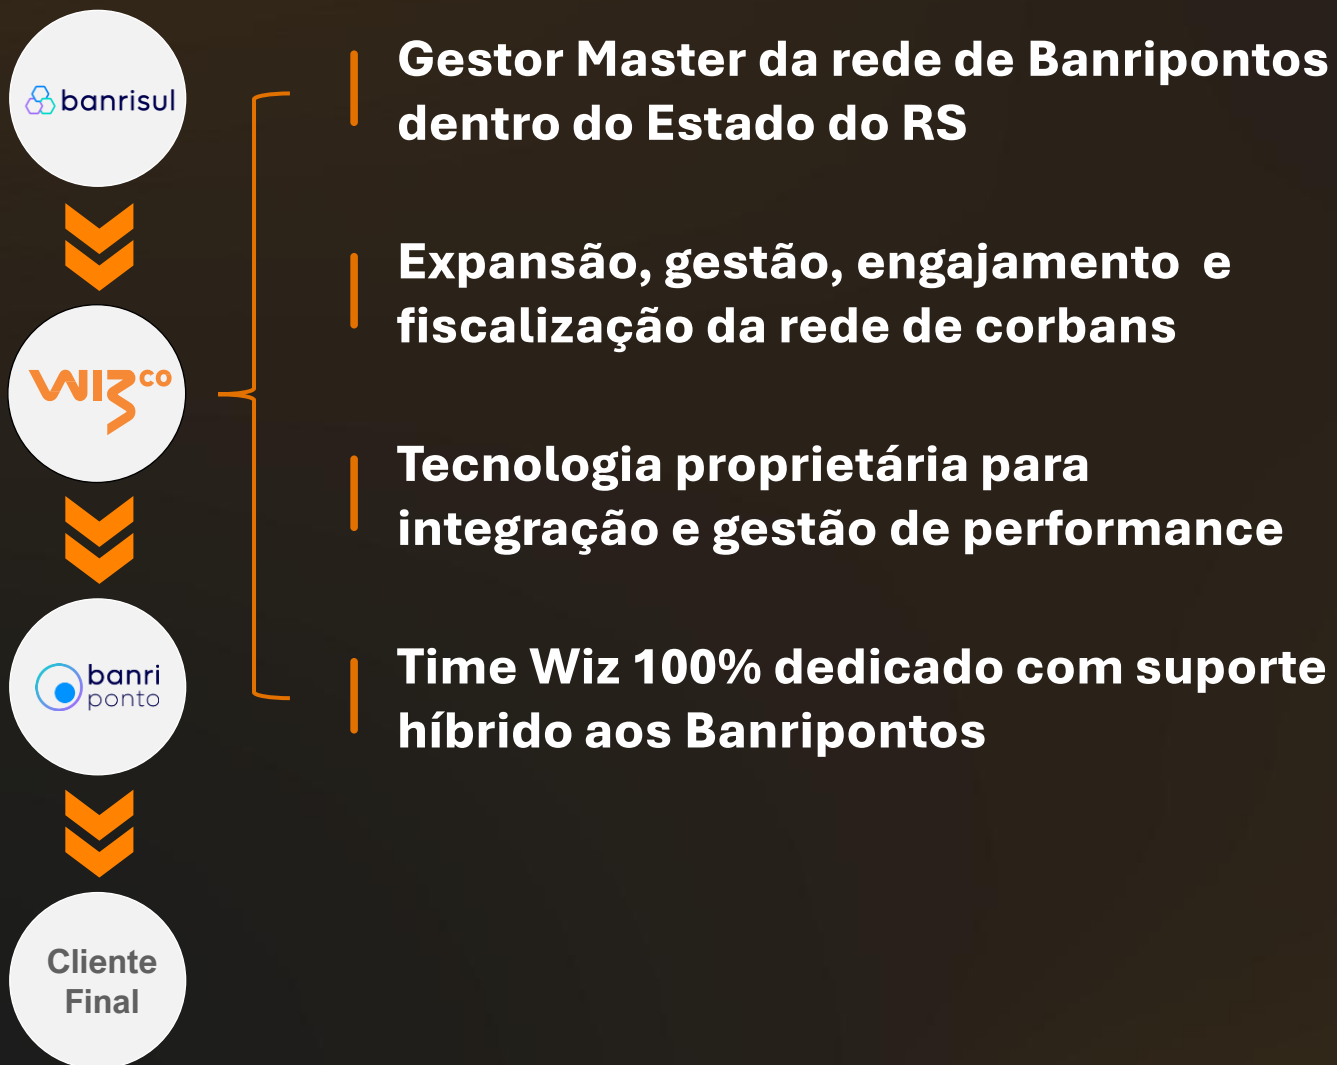 banrisul
Gestor Master da rede de Banripontos
dentro do Estado do RS
Expansão, gestão, engajamento e
fiscalização da rede de corbans
wiz co
Tecnologia proprietária para
integração e gestão de performance
banri
ponto
Time Wiz 100% dedicado com suporte
híbrido aos Banripontos
Cliente
Final